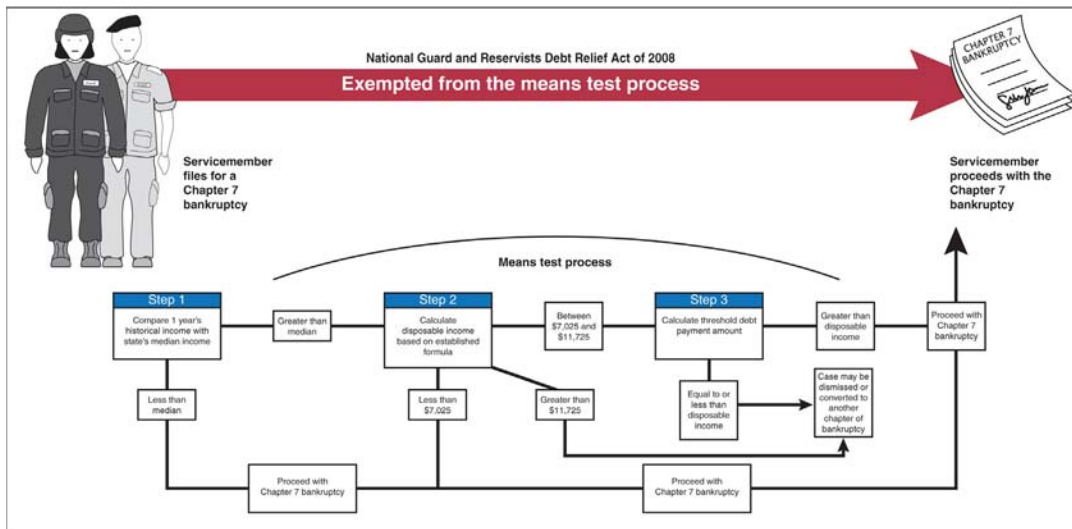 National Guard and Reservists Debt Relief Act of 2008
Exempted from the means test process
CHAPTER 7
BANKRUPTCY
Servicemember
files for a
Chapter 7
bankruptcy
Servicemember
proceeds with the
Chapter 7
bankruptcy
Means test process
Step 1
Compare 1 year's
historical income with
state's median income
Greater than
median
Step 2
Calculate
disposable income
based on established
formula
Between
$7,025 and
$11,725
Step 3
Calculate threshold debt
payment amount
Greater than
disposable
income
Proceed with
Chapter 7
bankruptcy
Less than
median
Less than
$7,025
Greater than
$11,725
Equal to or
less than
disposable
income
Case may be
dismissed or
converted to
another
chapter of
bankruptcy
Proceed with
Chapter 7 bankruptcy
Proceed with
Chapter 7 bankruptcy